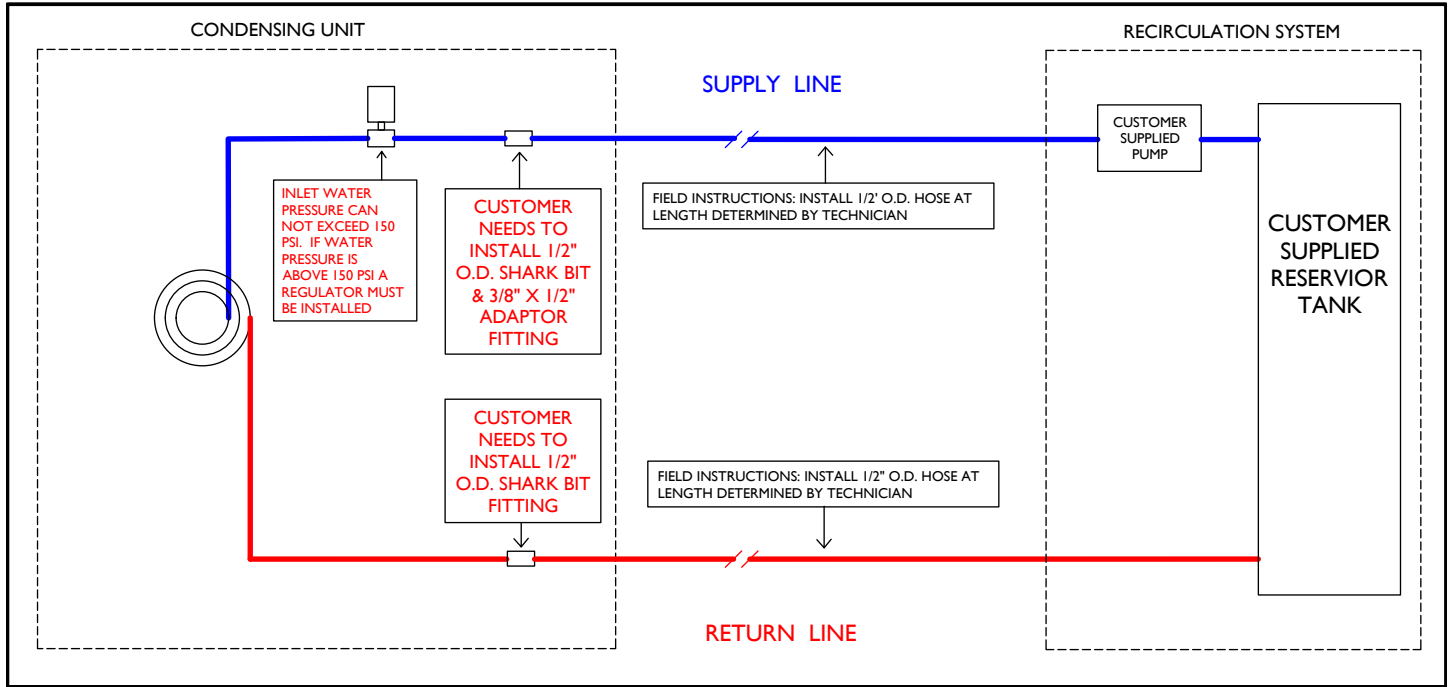 CONDENSING UNIT
RECIRCULATION SYSTEM
SUPPLY LINE
CUSTOMER
SUPPLIED
PUMP
INLET WATER
PRESSURE CAN
NOT EXCEED 150
PSI. IF WATER
PRESSURE IS
ABOVE 150 PSI A
REGULATOR MUST
BE INSTALLED
CUSTOMER
NEEDS TO
INSTALL 1/2"
O.D. SHARK BIT
& 3/8" X 1/2"
ADAPTOR
FITTING
FIELD INSTRUCTIONS: INSTALL 1/2' O.D. HOSE AT
LENGTH DETERMINED BY TECHNICIAN
CUSTOMER
SUPPLIED
RESERVIOR
TANK
CUSTOMER
NEEDS TO
INSTALL 1/2"
O.D. SHARK BIT
FITTING
FIELD INSTRUCTIONS: INSTALL 1/2" O.D. HOSE AT
LENGTH DETERMINED BY TECHNICIAN
RETURN LINE